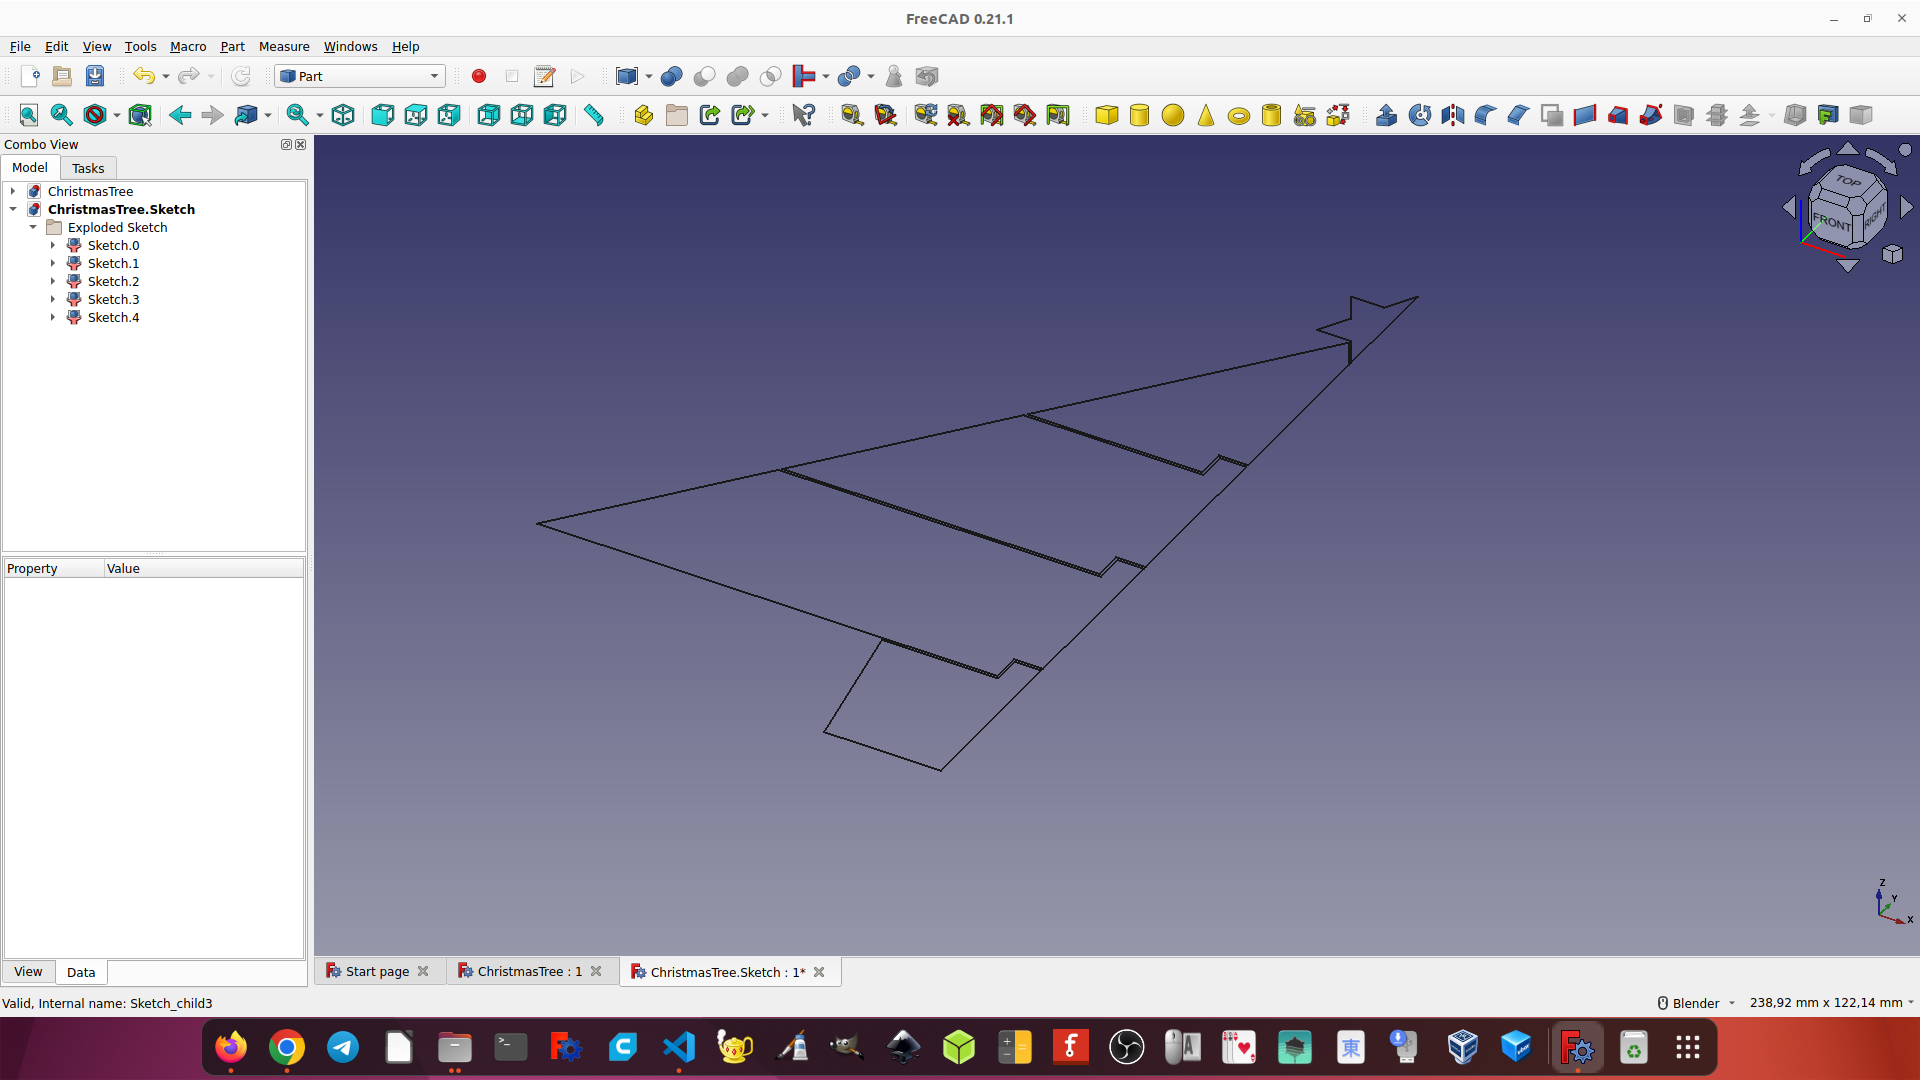 FreeCAD 0.21.1
File Edit View Tools Macro Part Measure Windows Help
Part
Combo View
Model Tasks
ChristmasTree
ChristmasTree.Sketch
Exploded Sketch
Sketch.0
Sketch.1
Sketch.2
Sketch.3
Sketch.4
TOP
FRONT
RIGHT
Property Value
Z
Y
X
View Data
Start page ChristmasTree : 1 ChristmasTree.Sketch : 1*
Valid, Internal name: Sketch_child3
Blender 238,92 mm x 122,14 mm